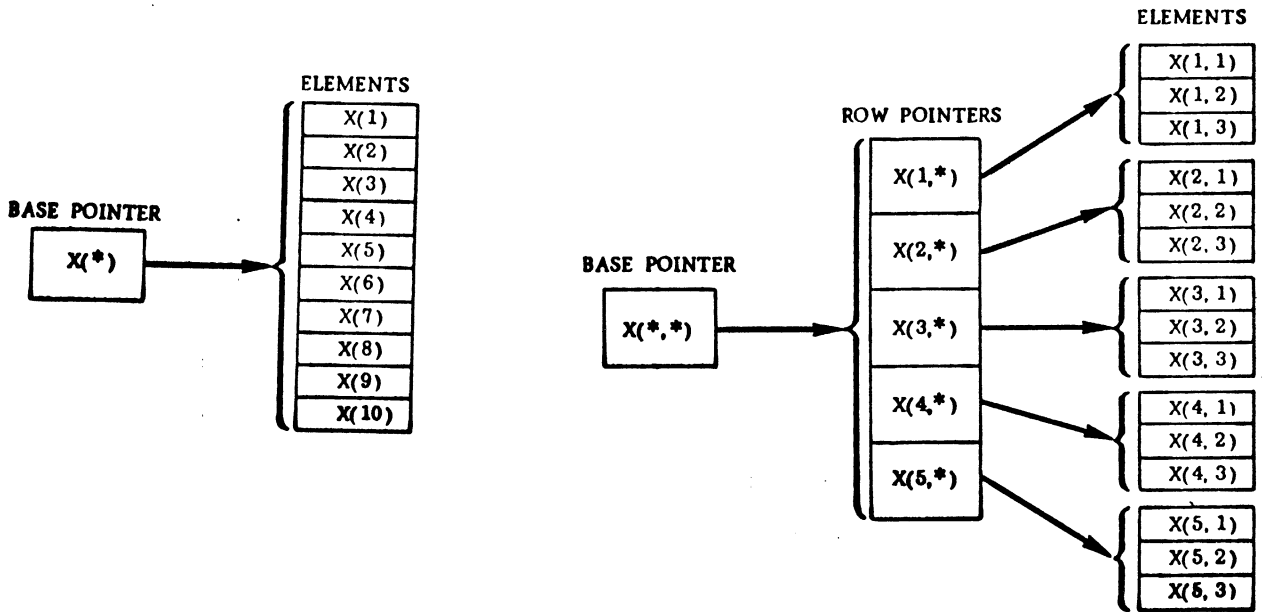 ELEMENTS
X(1)
X(2)
X(3)
X(4)
X(5)
X(6)
X(7)
X(8)
X(9)
X(10)
BASE POINTER
X(*)
BASE POINTER
X(*,*)
ROW POINTERS
X(1,*)
X(2,*)
X(3,*)
X(4,*)
X(5,*)
ELEMENTS
X(1, 1)
X(1, 2)
X(1, 3)
X(2, 1)
X(2, 2)
X(2, 3)
X(3, 1)
X(3, 2)
X(3, 3)
X(4, 1)
X(4, 2)
X(4, 3)
X(5, 1)
X(5, 2)
X(5, 3)